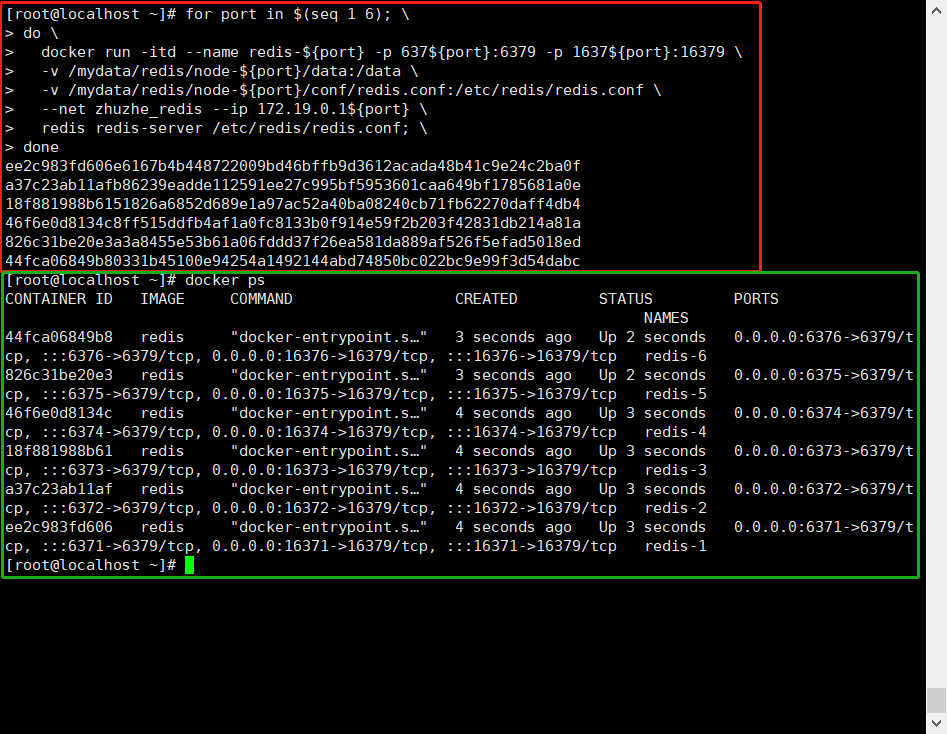 [root@localhost ~]# for port in $(seq 1 6); \
> do \
>   docker run -itd --name redis-${port} -p 637${port}:6379 -p 1637${port}:16379 \
>   -v /mydata/redis/node-${port}/data:/data \
>   -v /mydata/redis/node-${port}/conf/redis.conf:/etc/redis/redis.conf \
>   --net zhuzhe_redis --ip 172.19.0.1${port} \
>   redis redis-server /etc/redis/redis.conf; \
> done
ee2c983fd606e6167b4b448722009bd46bffb9d3612acada48b41c9e24c2ba0f
a37c23ab11afb86239eadde112591ee27c995bf5953601caa649bf1785681a0e
18f881988b6151826a6852d689e1a97ac52a40ba08240cb71fb62270daff4db4
46f6e0d8134c8ff515ddfb4af1a0fc8133b0f914e59f2b203f42831db214a81a
826c31be20e3a3a8455e53b61a06fddd37f26ea581da889af526f5efad5018ed
44fca06849b80331b45100e94254a1492144abd74850bc022bc9e99f3d54dabc
[root@localhost ~]# docker ps
CONTAINER ID   IMAGE     COMMAND                  CREATED         STATUS         PORTS
NAMES
44fca06849b8   redis     "docker-entrypoint.s…"   3 seconds ago   Up 2 seconds   0.0.0.0:6376->6379/t
cp, :::6376->6379/tcp, 0.0.0.0:16376->16379/tcp, :::16376->16379/tcp   redis-6
826c31be20e3   redis     "docker-entrypoint.s…"   3 seconds ago   Up 2 seconds   0.0.0.0:6375->6379/t
cp, :::6375->6379/tcp, 0.0.0.0:16375->16379/tcp, :::16375->16379/tcp   redis-5
46f6e0d8134c   redis     "docker-entrypoint.s…"   4 seconds ago   Up 3 seconds   0.0.0.0:6374->6379/t
cp, :::6374->6379/tcp, 0.0.0.0:16374->16379/tcp, :::16374->16379/tcp   redis-4
18f881988b61   redis     "docker-entrypoint.s…"   4 seconds ago   Up 3 seconds   0.0.0.0:6373->6379/t
cp, :::6373->6379/tcp, 0.0.0.0:16373->16379/tcp, :::16373->16379/tcp   redis-3
a37c23ab11af   redis     "docker-entrypoint.s…"   4 seconds ago   Up 3 seconds   0.0.0.0:6372->6379/t
cp, :::6372->6379/tcp, 0.0.0.0:16372->16379/tcp, :::16372->16379/tcp   redis-2
ee2c983fd606   redis     "docker-entrypoint.s…"   4 seconds ago   Up 3 seconds   0.0.0.0:6371->6379/t
cp, :::6371->6379/tcp, 0.0.0.0:16371->16379/tcp, :::16371->16379/tcp   redis-1
[root@localhost ~]#